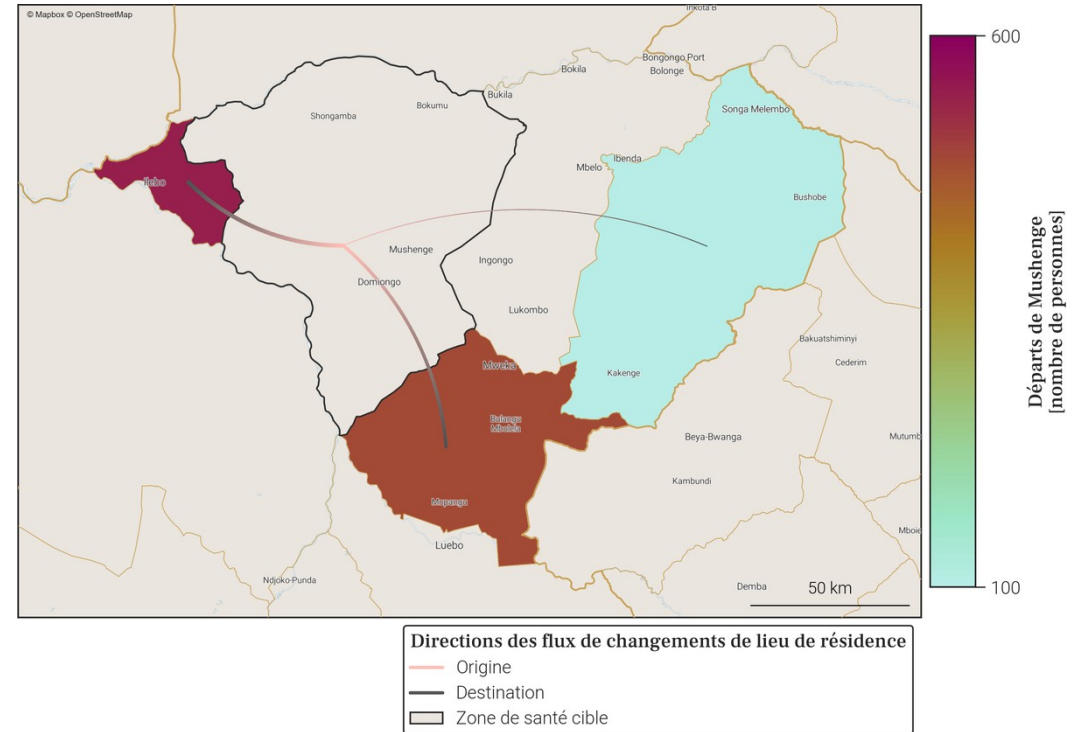 © Mapbox © OpenStreetMap
Inkota B
Bongongo Port
Bolonge
Bokila
Bukila
Bokumu
Shongamba
Songa Melembo
Ibenda
Mbelo
Ilebo
Bushobe
Mushenge
Ingongo
Domiongo
Lukombo
Bakuatshiminyi
Cederim
Mweka
Kakenge
Bulangu
Mbolela
Beya-Bwanga
Mutumb
Kambundi
Mapangu
Mboie
Luebo
Ndjoko-Punda
Demba
50 km
600
100
Départs de Mushenge
[nombre de personnes]
Directions des flux de changements de lieu de résidence
Origine
Destination
Zone de santé cible